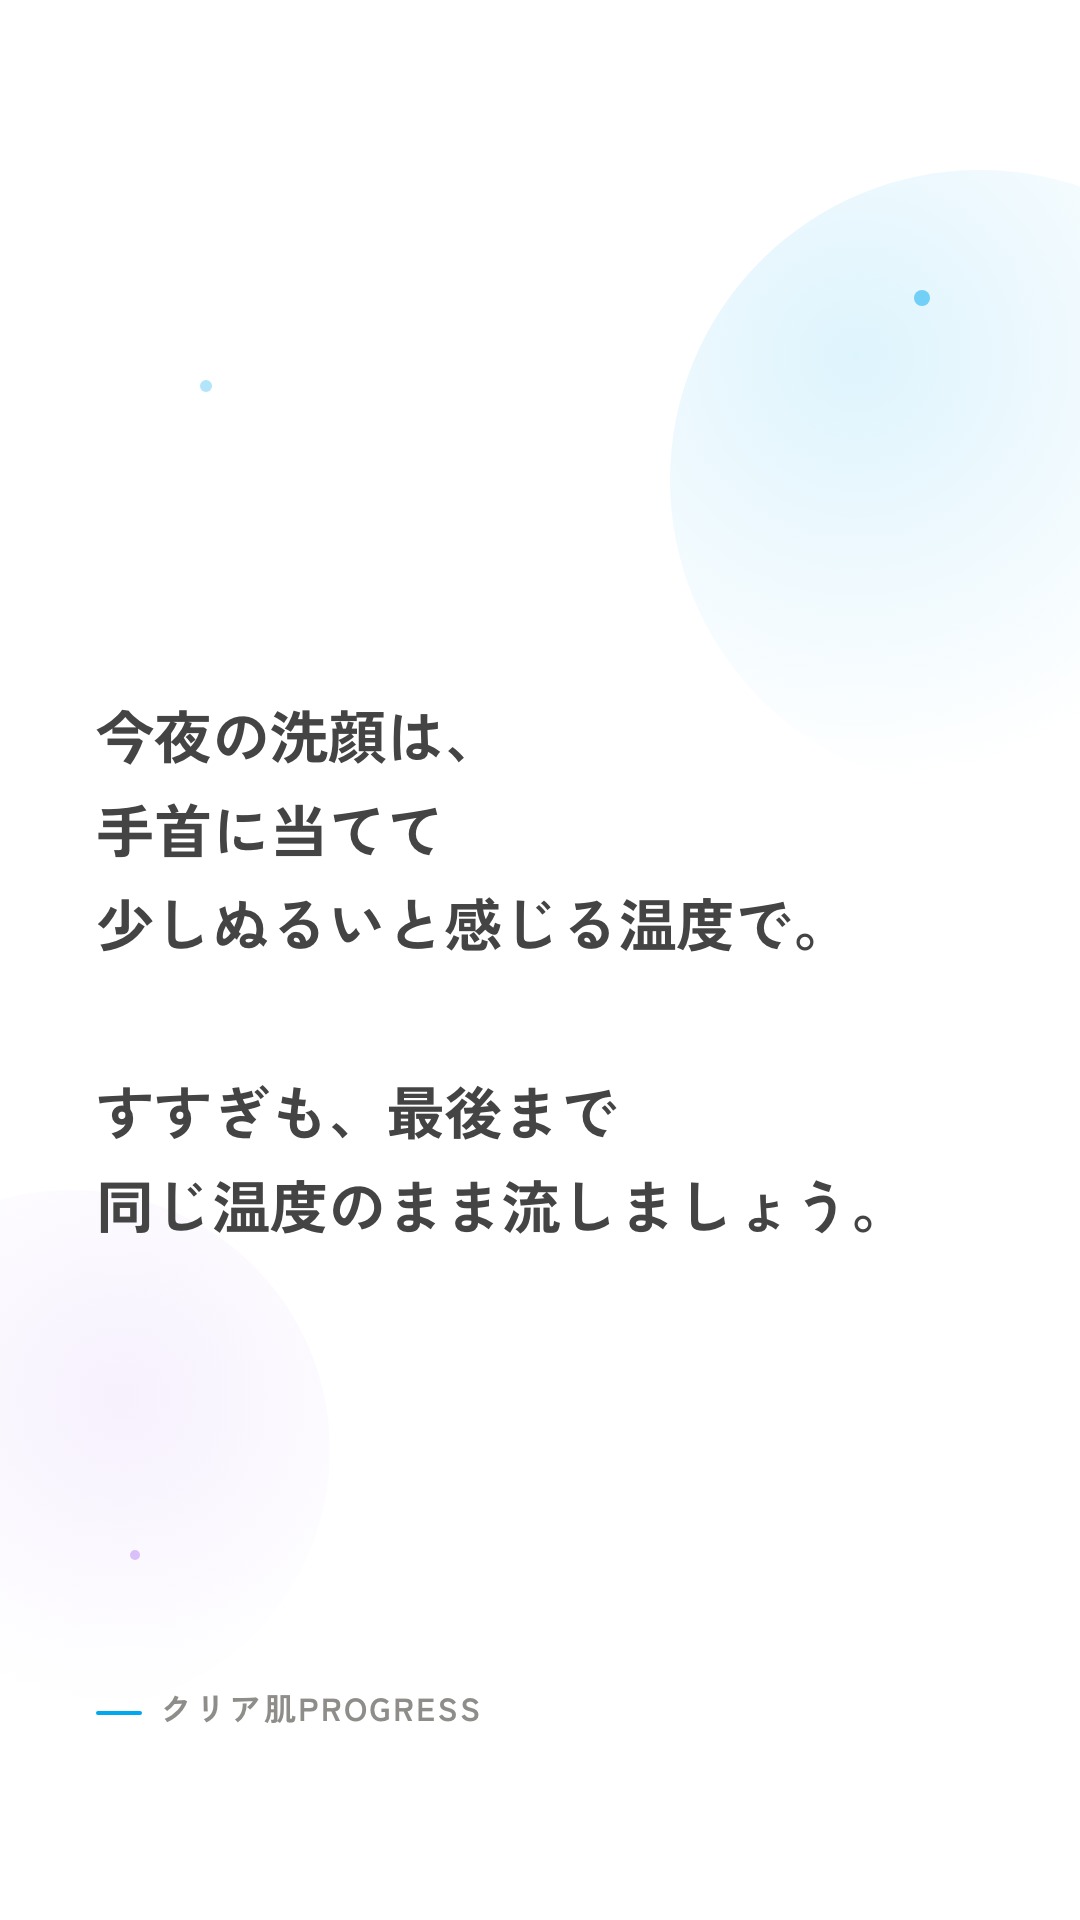 今夜の洗顔は、
手首に当てて
少しぬるいと感じる温度で。
すすぎも、最後まで
同じ温度のまま流しましょう。
クリア肌PROGRESS